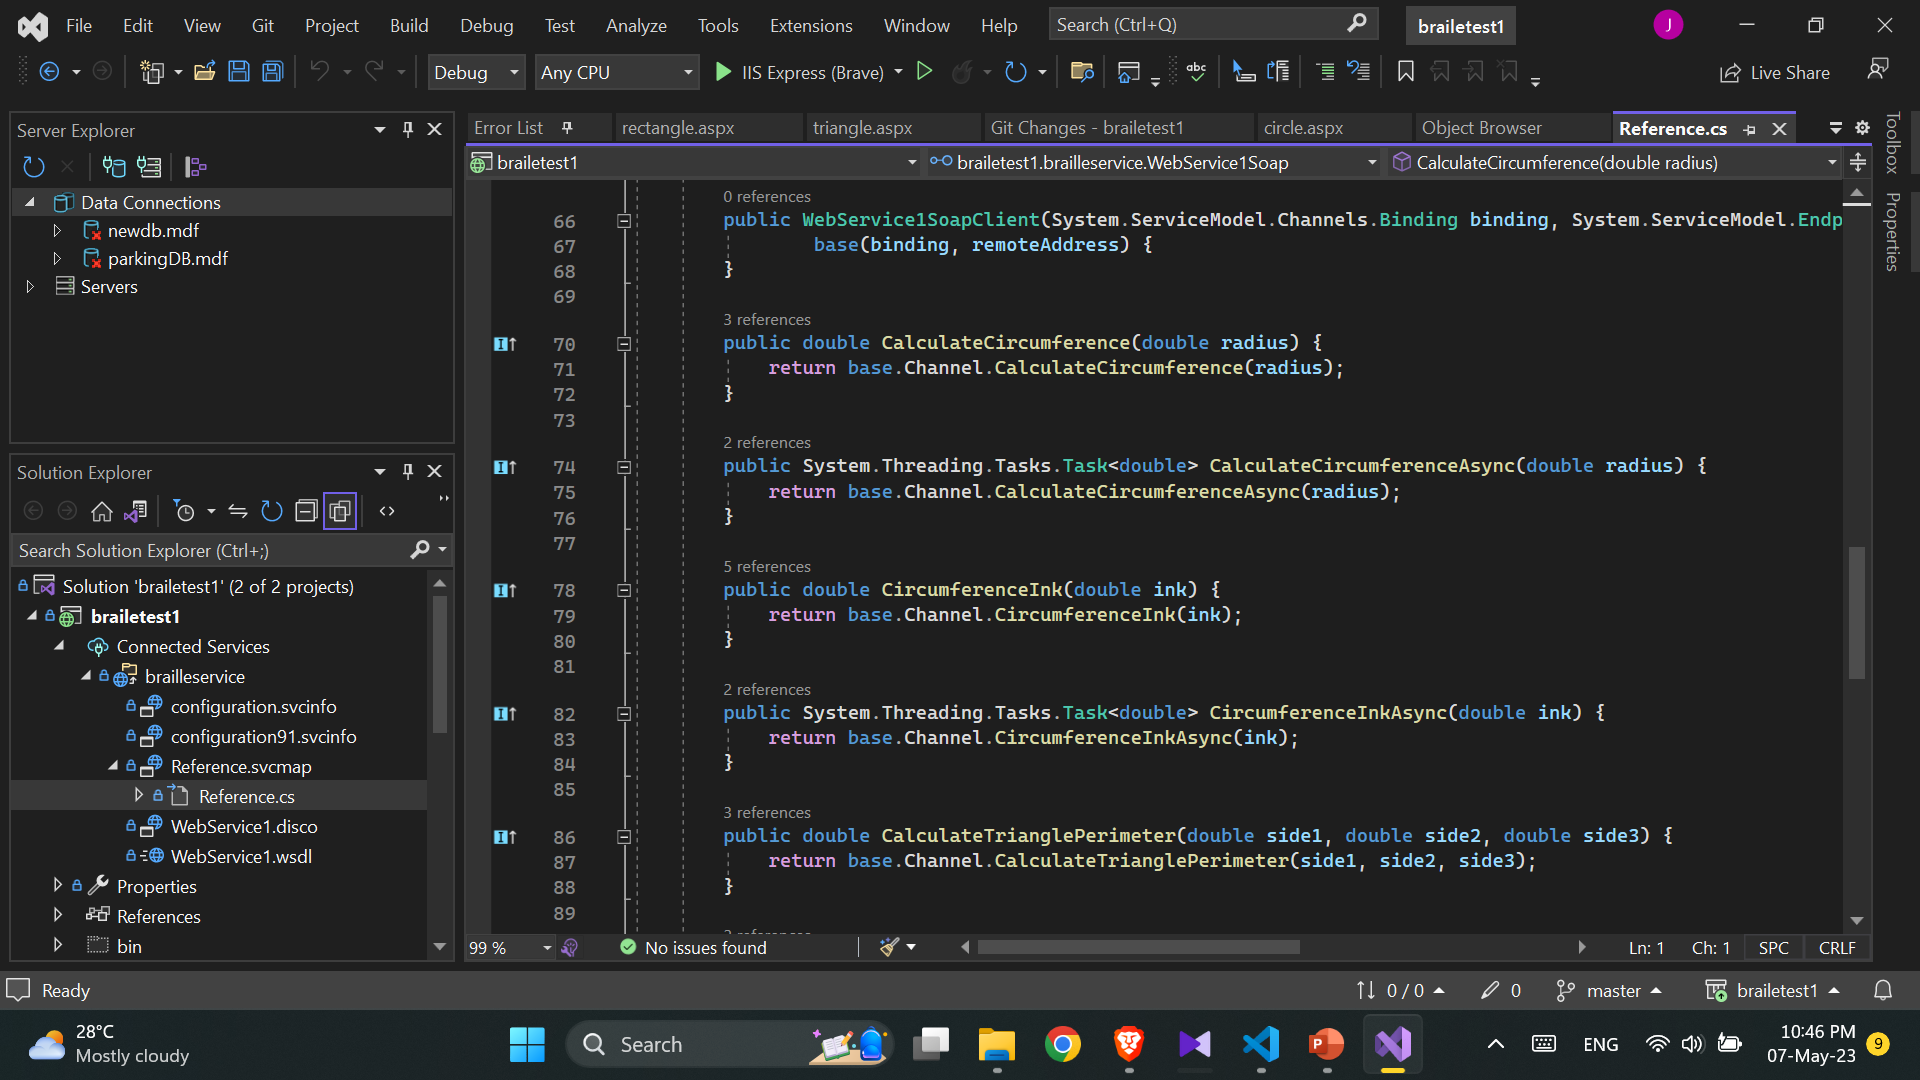 File Edit View Git Project Build Debug Test Analyze Tools Extensions Window Help Search (Ctrl+Q) brailetest1 J
Debug Any CPU IIS Express (Brave) abc Live Share
Server Explorer
Data Connections
newdb.mdf
parkingDB.mdf
Servers
Solution Explorer
Search Solution Explorer (Ctrl+;)
Solution 'brailetest1' (2 of 2 projects)
brailetest1
Connected Services
brailleservice
configuration.svcinfo
configuration91.svcinfo
Reference.svcmap
Reference.cs
WebService1.disco
WebService1.wsdl
Properties
References
bin
Error List rectangle.aspx triangle.aspx Git Changes - brailetest1 circle.aspx Object Browser Reference.cs
brailetest1 brailetest1.brailleservice.WebService1Soap CalculateCircumference(double radius)
0 references
66 public WebService1SoapClient(System.ServiceModel.Channels.Binding binding, System.ServiceModel.Endp
67 base(binding, remoteAddress) {
68 }
69
3 references
70 public double CalculateCircumference(double radius) {
71 return base.Channel.CalculateCircumference(radius);
72 }
73
2 references
74 public System.Threading.Tasks.Task<double> CalculateCircumferenceAsync(double radius) {
75 return base.Channel.CalculateCircumferenceAsync(radius);
76 }
77
5 references
78 public double CircumferenceInk(double ink) {
79 return base.Channel.CircumferenceInk(ink);
80 }
81
2 references
82 public System.Threading.Tasks.Task<double> CircumferenceInkAsync(double ink) {
83 return base.Channel.CircumferenceInkAsync(ink);
84 }
85
3 references
86 public double CalculateTrianglePerimeter(double side1, double side2, double side3) {
87 return base.Channel.CalculateTrianglePerimeter(side1, side2, side3);
88 }
89
99 % No issues found Ln: 1 Ch: 1 SPC CRLF
Toolbox
Properties
Ready 0 / 0 0 master brailetest1
28°C
Mostly cloudy
Search
ENG
10:46 PM
07-May-23
9